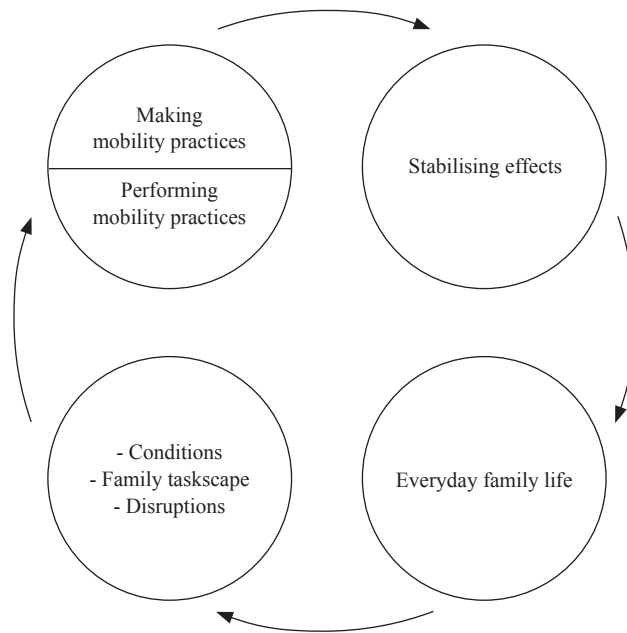 Making
mobility practices
Performing
mobility practices
Stabilising effects
- Conditions
- Family taskscape
- Disruptions
Everyday family life